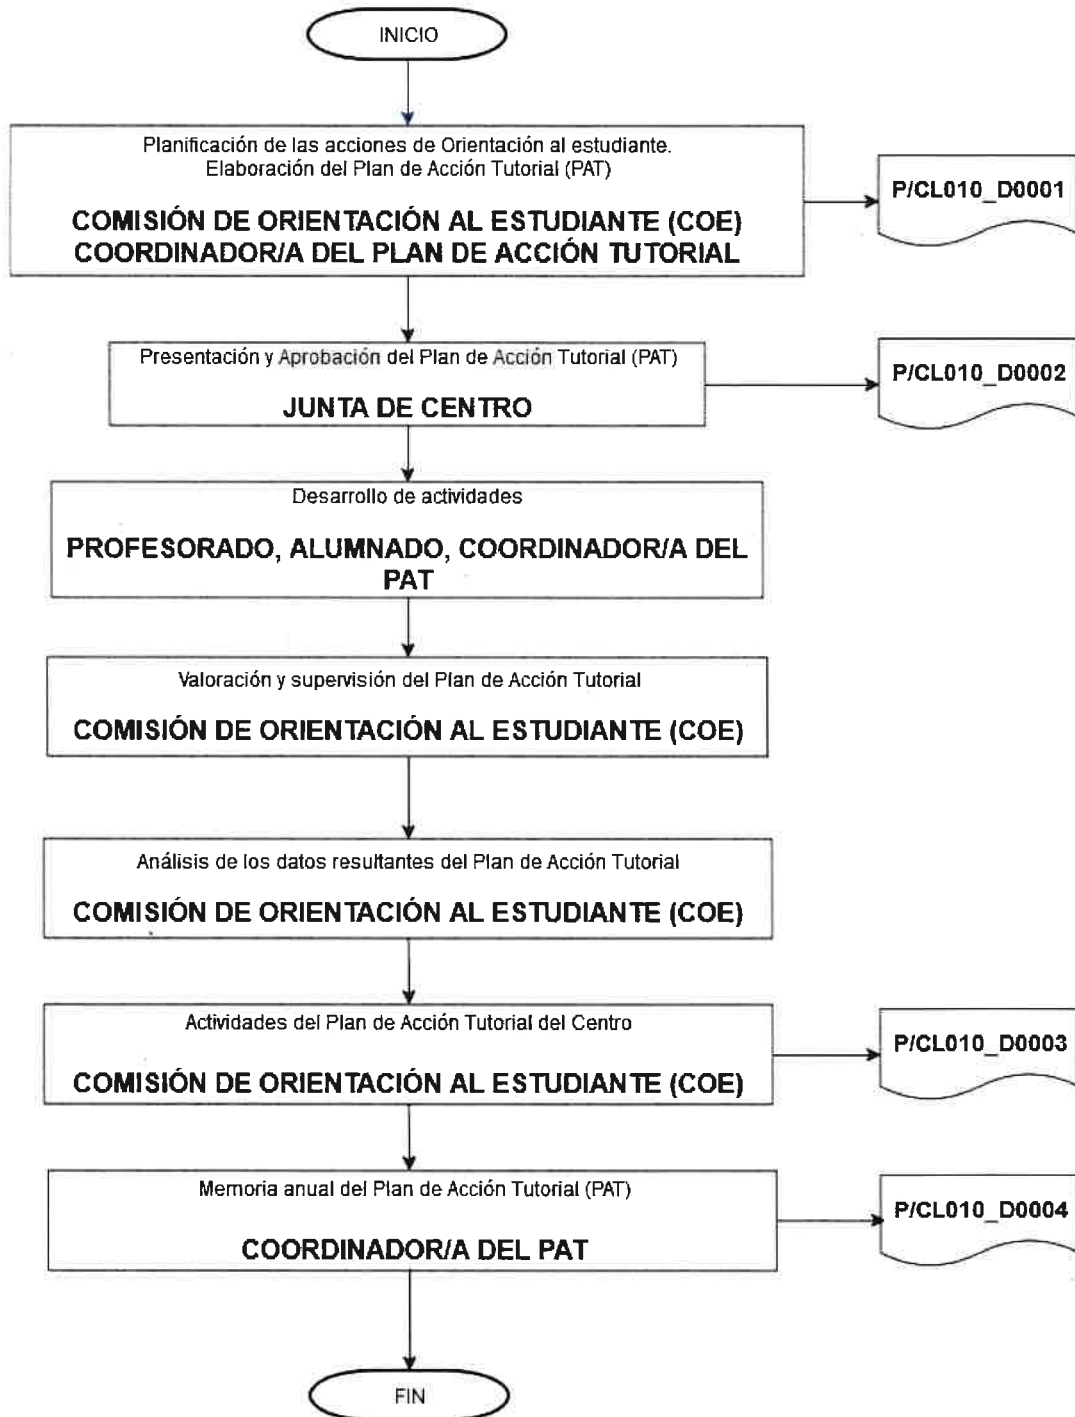 INICIO
Planificación de las acciones de Orientación al estudiante.
Elaboración del Plan de Acción Tutorial (PAT)
COMISIÓN DE ORIENTACIÓN AL ESTUDIANTE (COE)
COORDINADOR/A DEL PLAN DE ACCIÓN TUTORIAL
P/CL010_D0001
Presentación y Aprobación del Plan de Acción Tutorial (PAT)
JUNTA DE CENTRO
P/CL010_D0002
Desarrollo de actividades
PROFESORADO, ALUMNADO, COORDINADOR/A DEL
PAT
Valoración y supervisión del Plan de Acción Tutorial
COMISIÓN DE ORIENTACIÓN AL ESTUDIANTE (COE)
Análisis de los datos resultantes del Plan de Acción Tutorial
COMISIÓN DE ORIENTACIÓN AL ESTUDIANTE (COE)
Actividades del Plan de Acción Tutorial del Centro
COMISIÓN DE ORIENTACIÓN AL ESTUDIANTE (COE)
P/CL010_D0003
Memoria anual del Plan de Acción Tutorial (PAT)
COORDINADOR/A DEL PAT
P/CL010_D0004
FIN